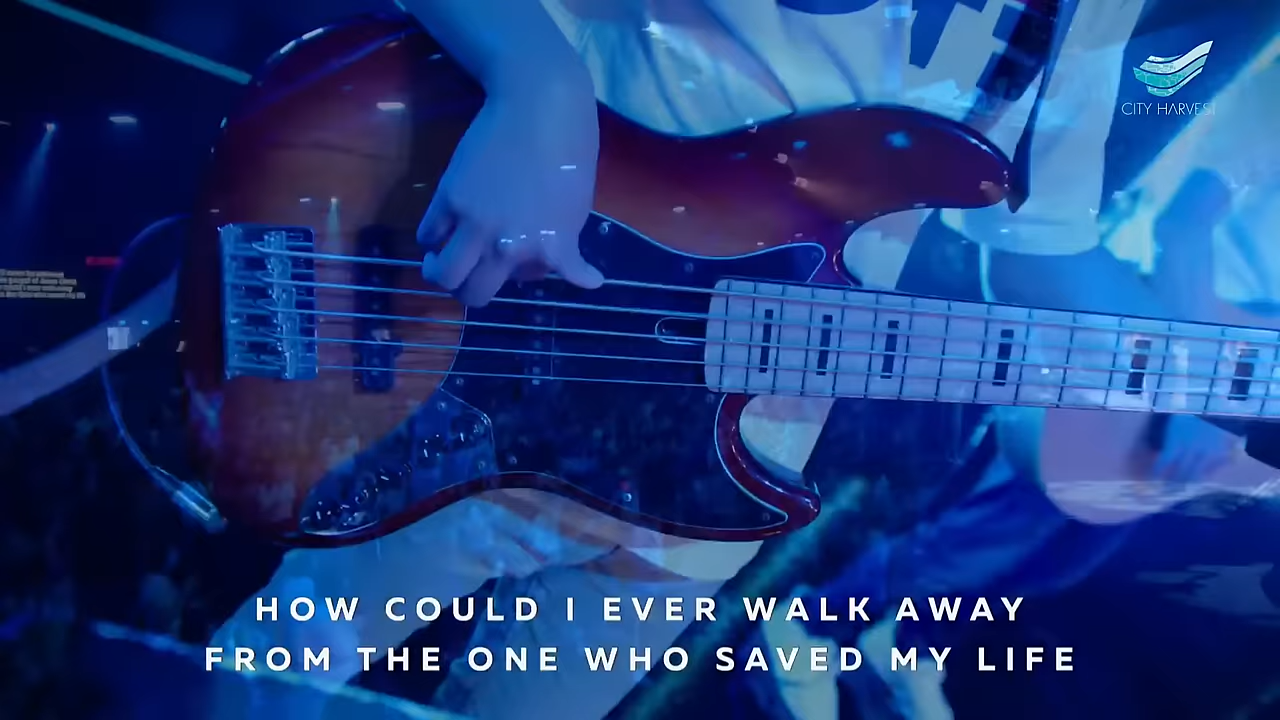 CITY HARVEST
HOW COULD I EVER WALK AWAY
FROM THE ONE WHO SAVED MY LIFE